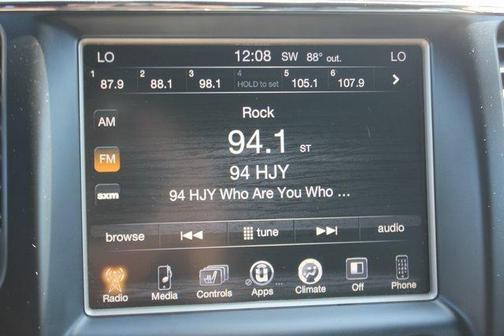 LO 12:08 SW 88° out. LO
1 87.9 2 88.1 3 98.1 4 HOLD to set 5 105.1 6 107.9
Rock
AM
94.1 ST
FM
94 HJY
sxm
94 HJY Who Are You Who ...
browse tune audio
Radio Media Controls Apps Climate Off Phone